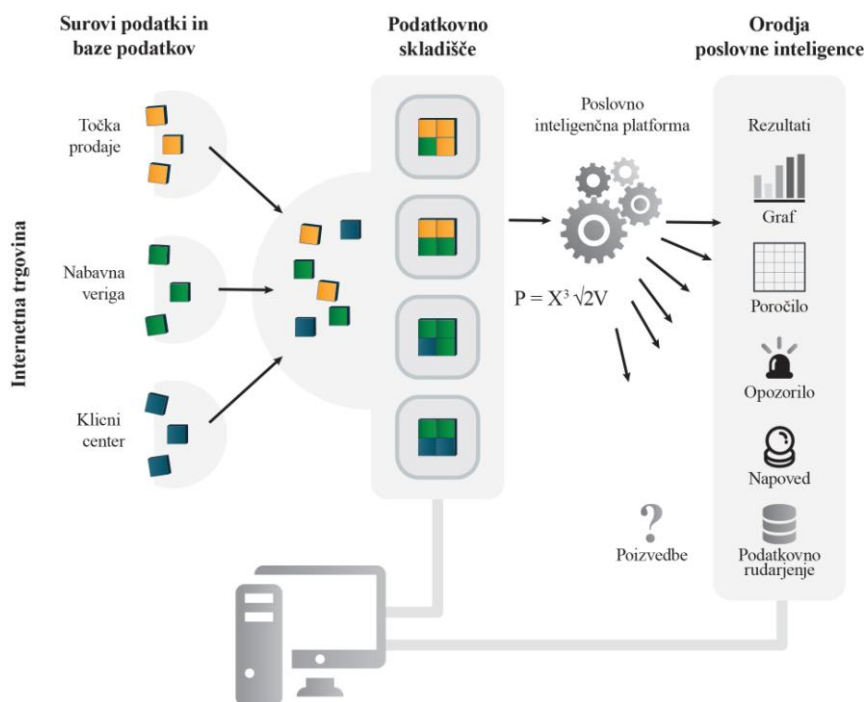 Surovi podatki in
baze podatkov
Podatkovno
skladišče
Orodja
poslovne inteligence
Internetna trgovina
Točka
prodaje
Nabavna
veriga
Klicni
center
Poslovno
inteligenčna platforma
P = X³ √2V
Rezultati
Graf
Poročilo
Opozorilo
Napoved
?
Poizvedbe
Podatkovno
rudarjenje